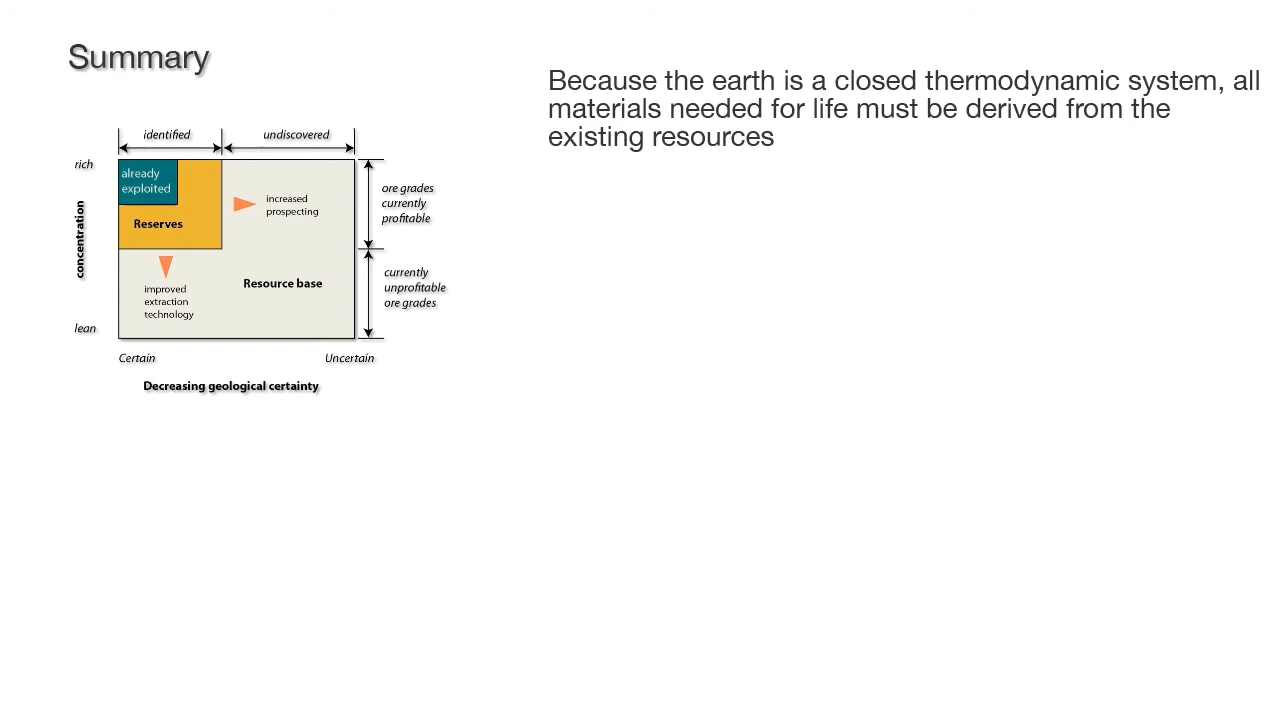 Summary
Because the earth is a closed thermodynamic system, all
materials needed for life must be derived from the
existing resources
identified
undiscovered
rich
already
exploited
Reserves
increased
prospecting
ore grades
currently
profitable
concentration
improved
extraction
technology
Resource base
currently
unprofitable
ore grades
lean
Certain
Uncertain
Decreasing geological certainty